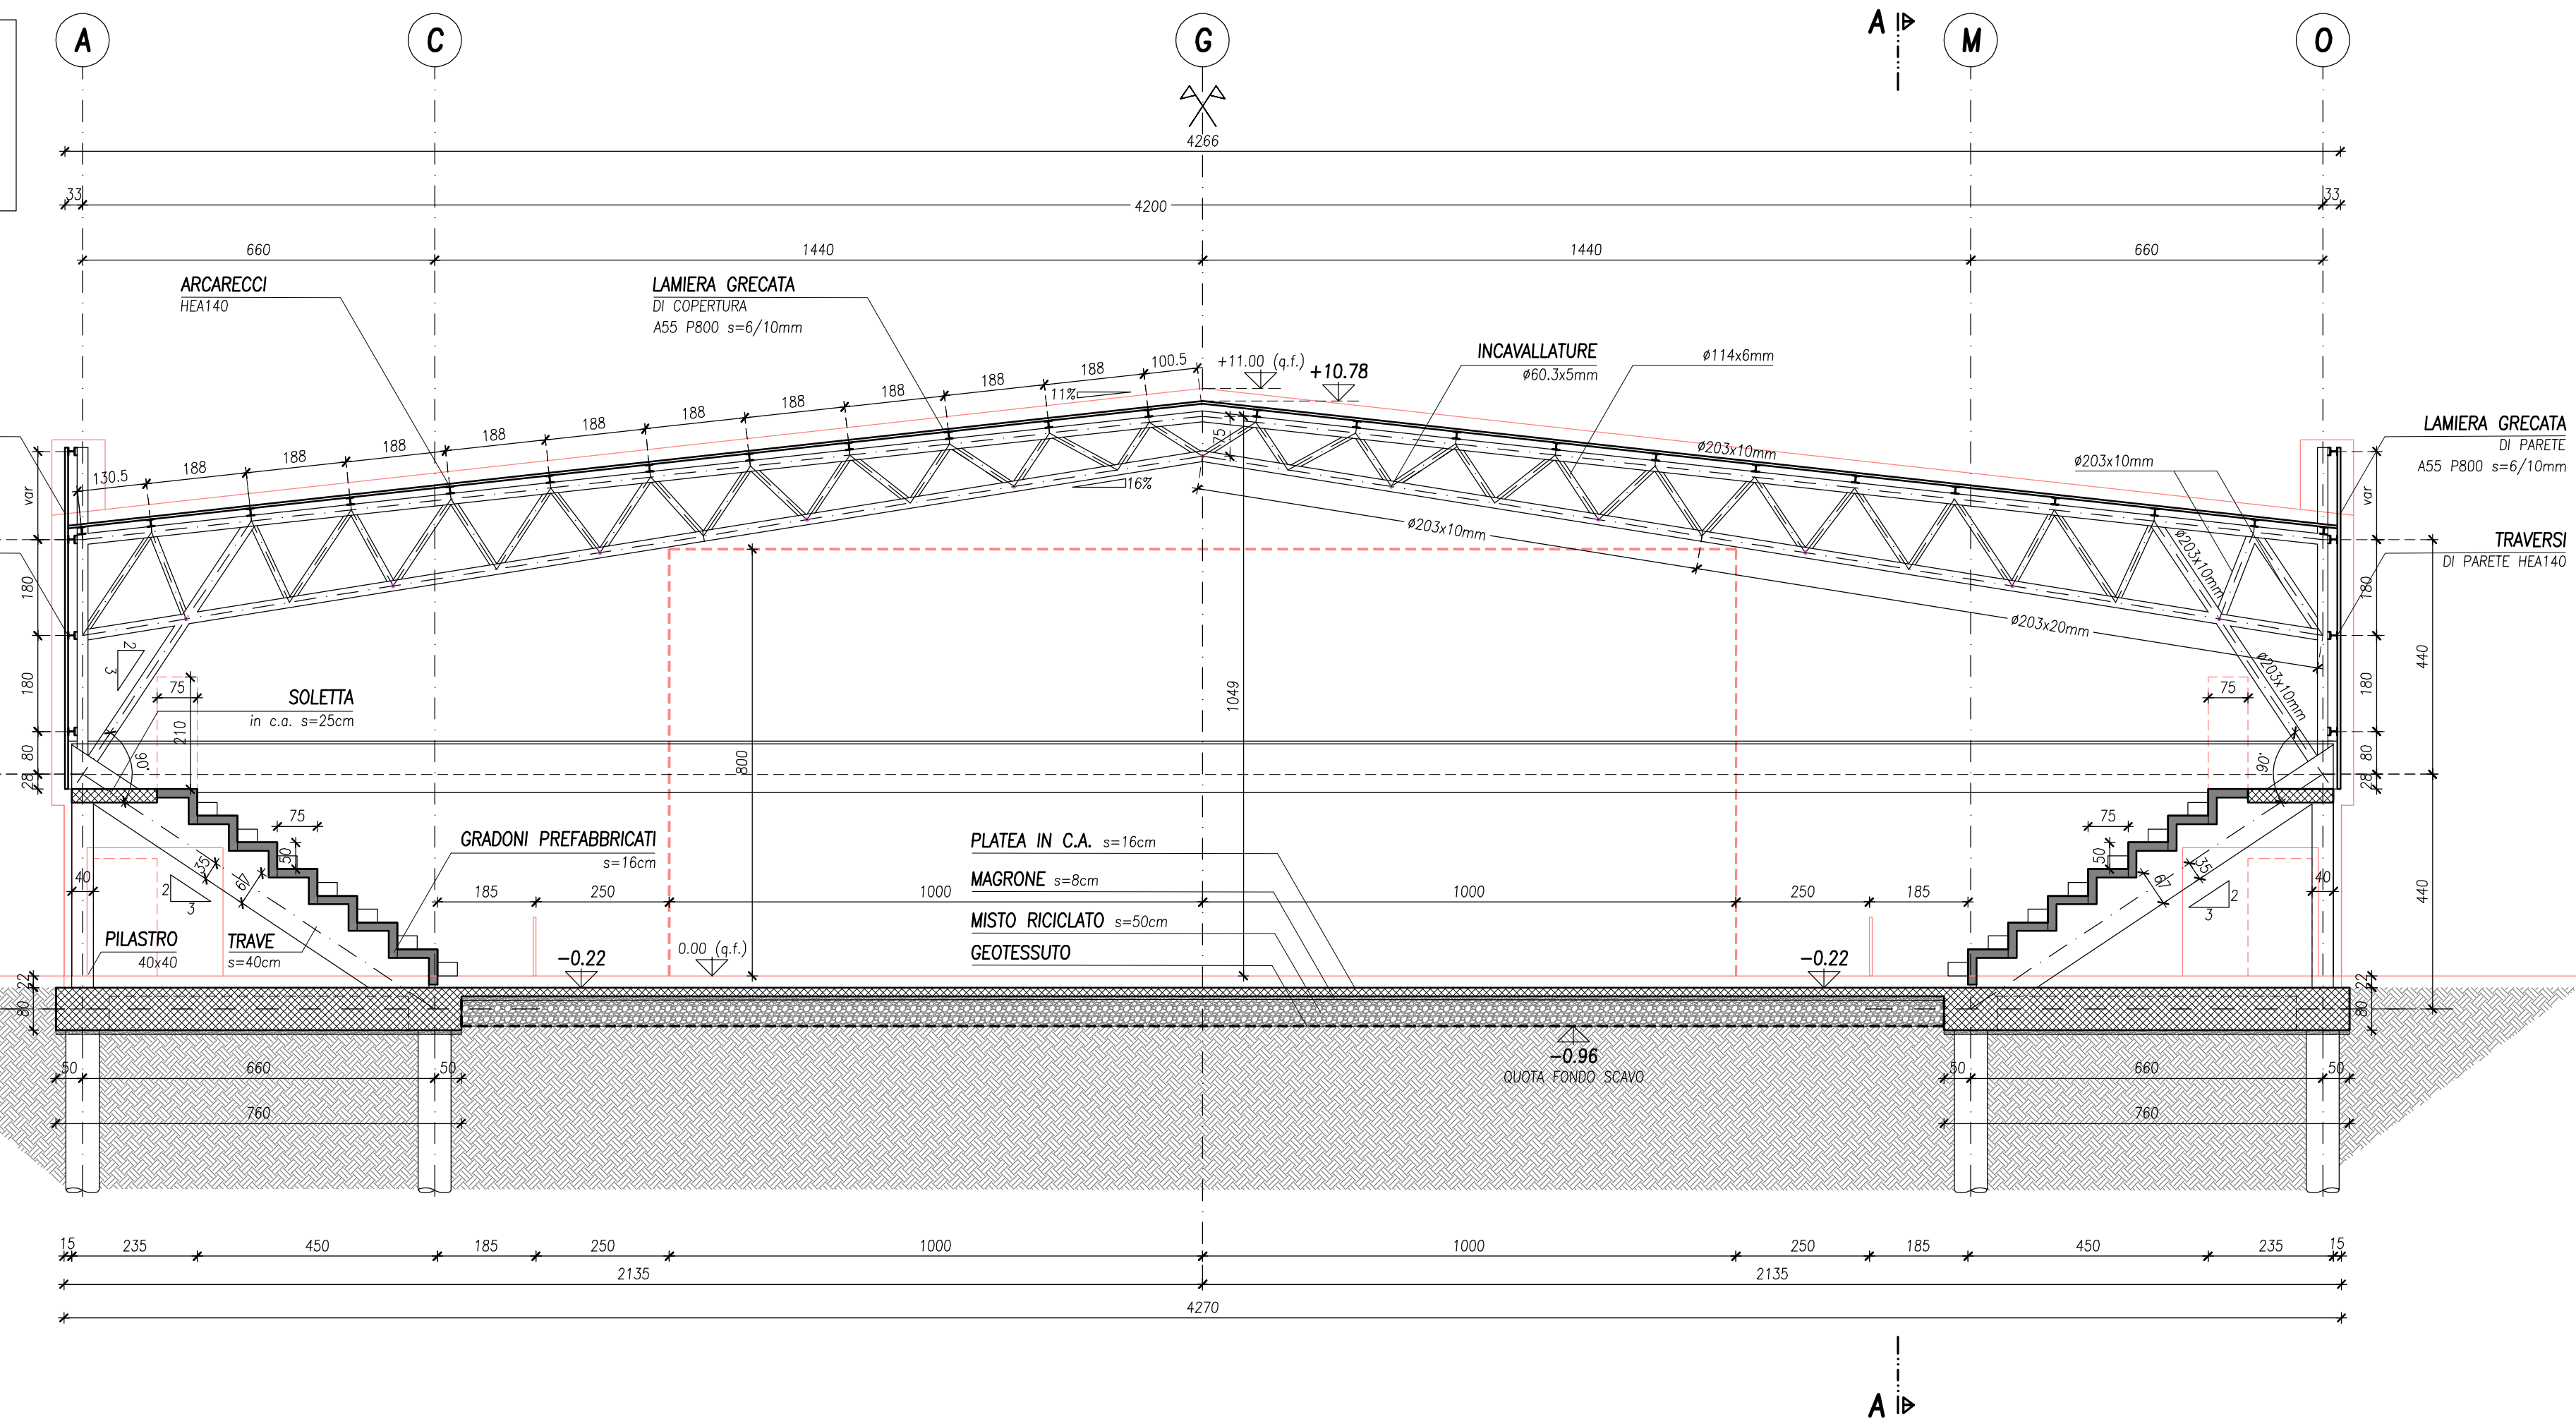 A
C
G
A
M
O
4266
33
4200
33
660
1440
1440
660
ARCARECCI
HEA140
LAMIERA GRECATA
DI COPERTURA
A55 P800 s=6/10mm
130.5
188
188
188
188
188
188
188
188
188
188
100.5
11%
+11.00 (q.f.)
+10.78
INCAVALLATURE
ø60.3x5mm
ø114x6mm
75
16%
ø203x10mm
ø203x10mm
ø203x10mm
ø203x10mm
ø203x20mm
ø203x10mm
LAMIERA GRECATA
DI PARETE
A55 P800 s=6/10mm
TRAVERSI
DI PARETE HEA140
var
180
180
80
28
2
3
75
210
90°
SOLETTA
in c.a. s=25cm
800
1049
75
90°
var
180
180
80
28
440
440
75
50
35
67
40
2
3
GRADONI PREFABBRICATI
s=16cm
PILASTRO
40x40
TRAVE
s=40cm
185
250
1000
1000
250
185
PLATEA IN C.A. s=16cm
MAGRONE s=8cm
MISTO RICICLATO s=50cm
GEOTESSUTO
75
50
35
67
40
2
3
-0.22
0.00 (q.f.)
-0.22
22
80
22
80
-0.96
QUOTA FONDO SCAVO
50
660
50
50
660
50
760
760
15
235
450
185
250
1000
1000
250
185
450
235
15
2135
2135
4270
A